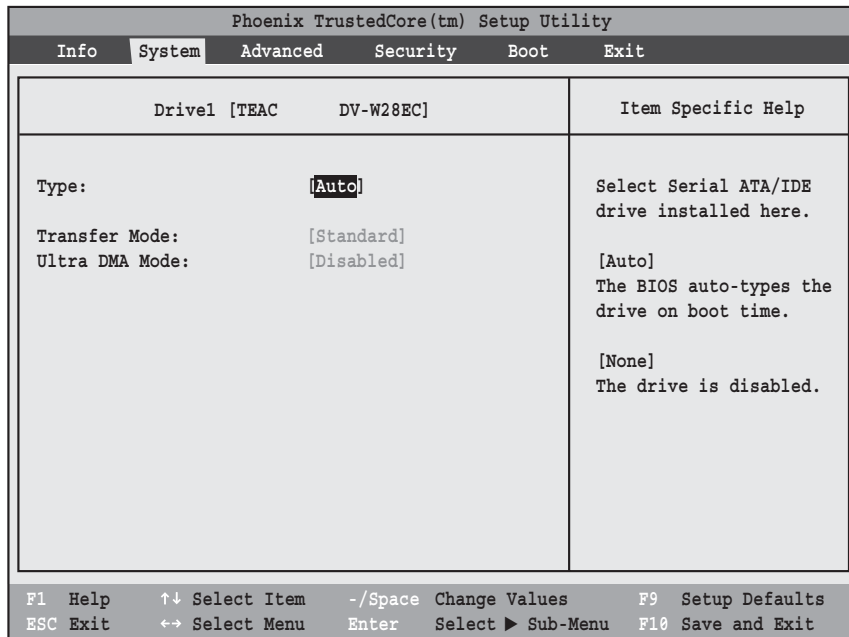 Phoenix TrustedCore(tm) Setup Utility
Info System Advanced Security Boot Exit
Drive1 [TEAC DV-W28EC]
Item Specific Help
Type: [Auto]
Transfer Mode: [Standard]
Ultra DMA Mode: [Disabled]
Select Serial ATA/IDE
drive installed here.
[Auto]
The BIOS auto-types the
drive on boot time.
[None]
The drive is disabled.
F1 Help ↑↓ Select Item -/Space Change Values F9 Setup Defaults
ESC Exit ←→ Select Menu Enter Select ▶ Sub-Menu F10 Save and Exit